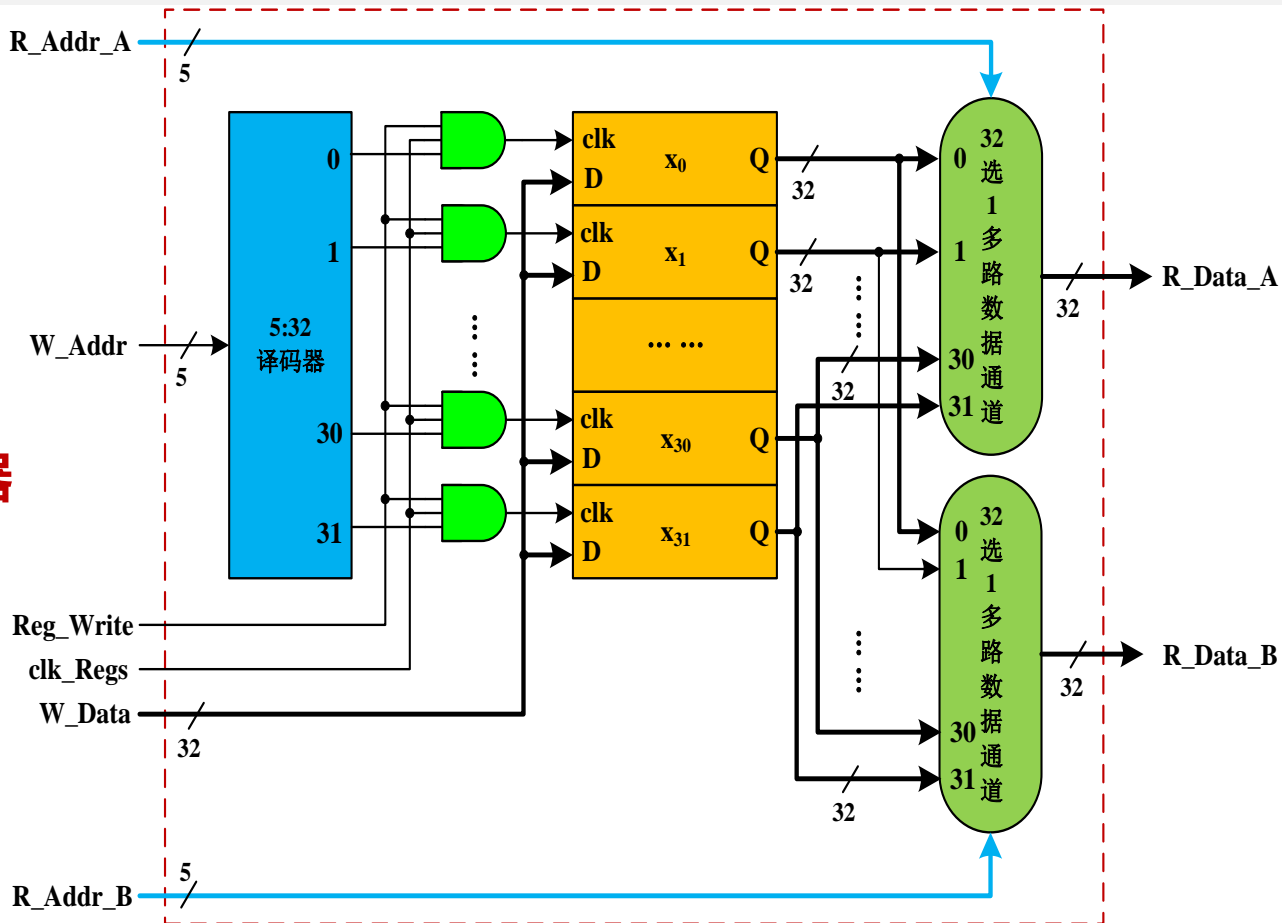 R_Addr_A
5
W_Addr
5
5:32
译码器
0
1
30
31
Reg_Write
clk_Regs
W_Data
32
R_Addr_B
5
clk
D
x0
Q
32
clk
D
x1
Q
32
... ...
clk
D
x30
Q
clk
D
x31
Q
32
32
0
1
30
31
32
选
1
多
路
数
据
通
道
32
R_Data_A
0
1
30
31
32
选
1
多
路
数
据
通
道
32
R_Data_B
器